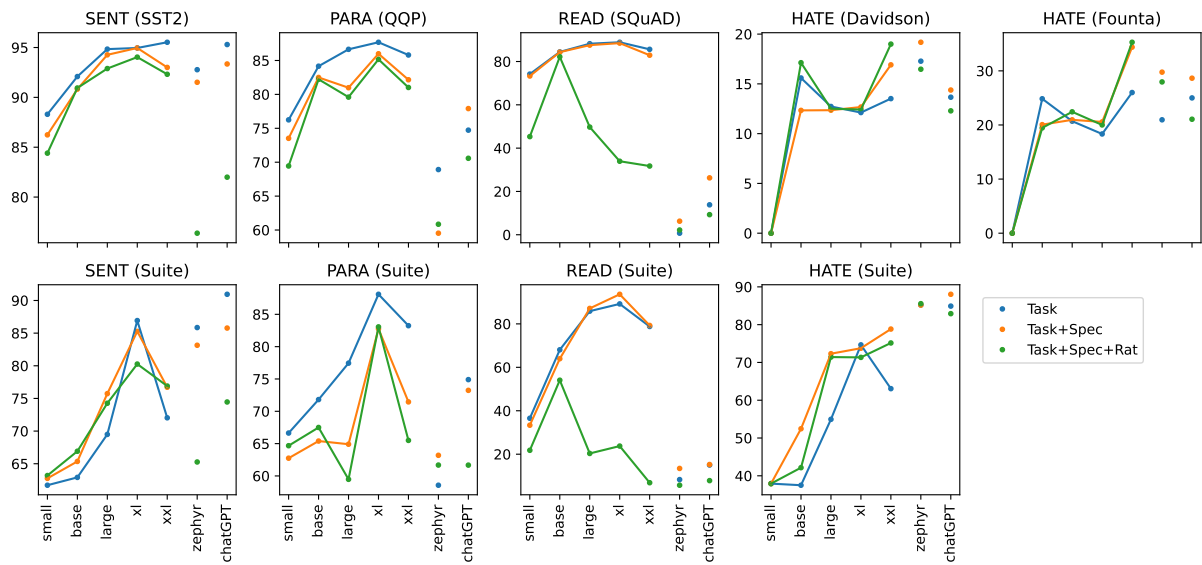 SENT (SST2)
PARA (QQP)
READ (SQuAD)
HATE (Davidson)
HATE (Founta)
95
90
85
80
85
80
75
70
65
60
80
60
40
20
0
20
15
10
5
0
30
20
10
0
SENT (Suite)
PARA (Suite)
READ (Suite)
HATE (Suite)
90
85
80
75
70
65
85
80
75
70
65
60
80
60
40
20
90
80
70
60
50
40
Task
Task+Spec
Task+Spec+Rat
small
base
large
xl
xxl
zephyr
chatGPT
small
base
large
xl
xxl
zephyr
chatGPT
small
base
large
xl
xxl
zephyr
chatGPT
small
base
large
xl
xxl
zephyr
chatGPT